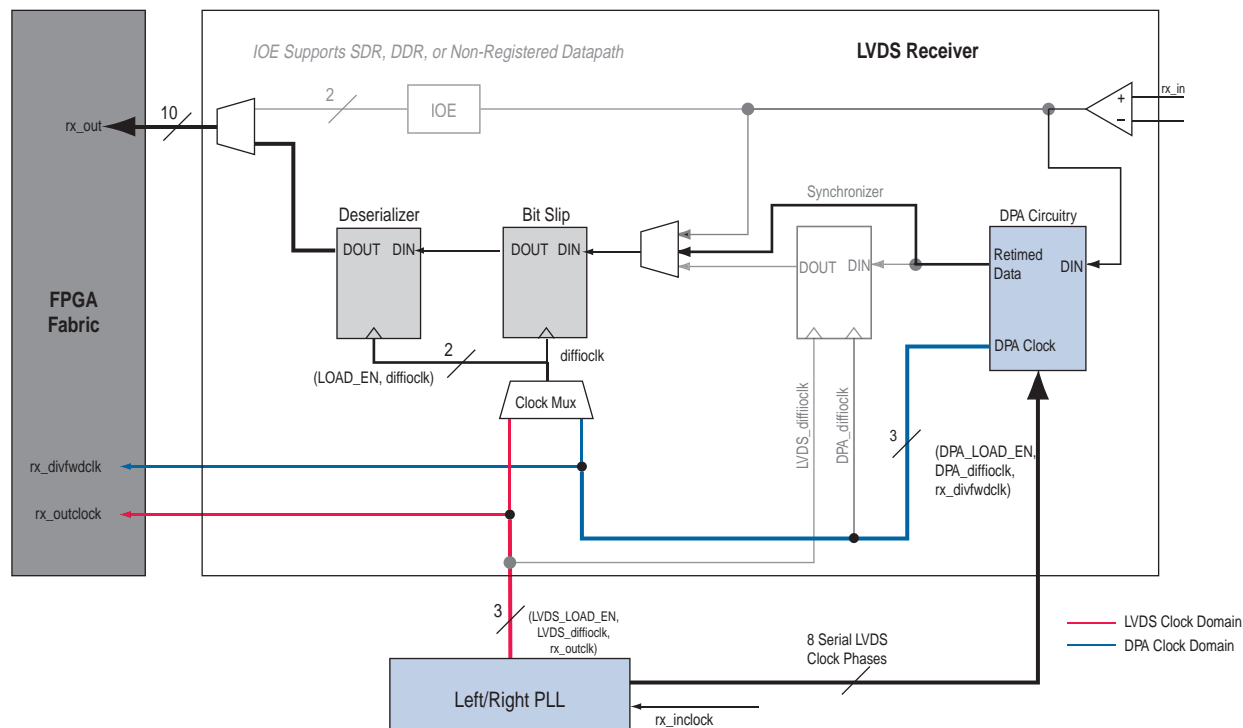 IOE Supports SDR, DDR, or Non-Registered Datapath
LVDS Receiver
rx_in
+
–
2
IOE
10
rx_out
Synchronizer
Deserializer
Bit Slip
DPA Circuitry
DOUT DIN
DOUT DIN
DOUT DIN
Retimed
Data
DIN
FPGA
Fabric
DPA Clock
2
(LOAD_EN, diffioclk)
diffioclk
Clock Mux
LVDS_diffiioclk
DPA_diffioclk
3
(DPA_LOAD_EN,
DPA_diffioclk,
rx_divfwdclk)
rx_divfwdclk
rx_outclock
3
(LVDS_LOAD_EN,
LVDS_diffioclk,
rx_outclk)
8 Serial LVDS
Clock Phases
LVDS Clock Domain
DPA Clock Domain
Left/Right PLL
rx_inclock